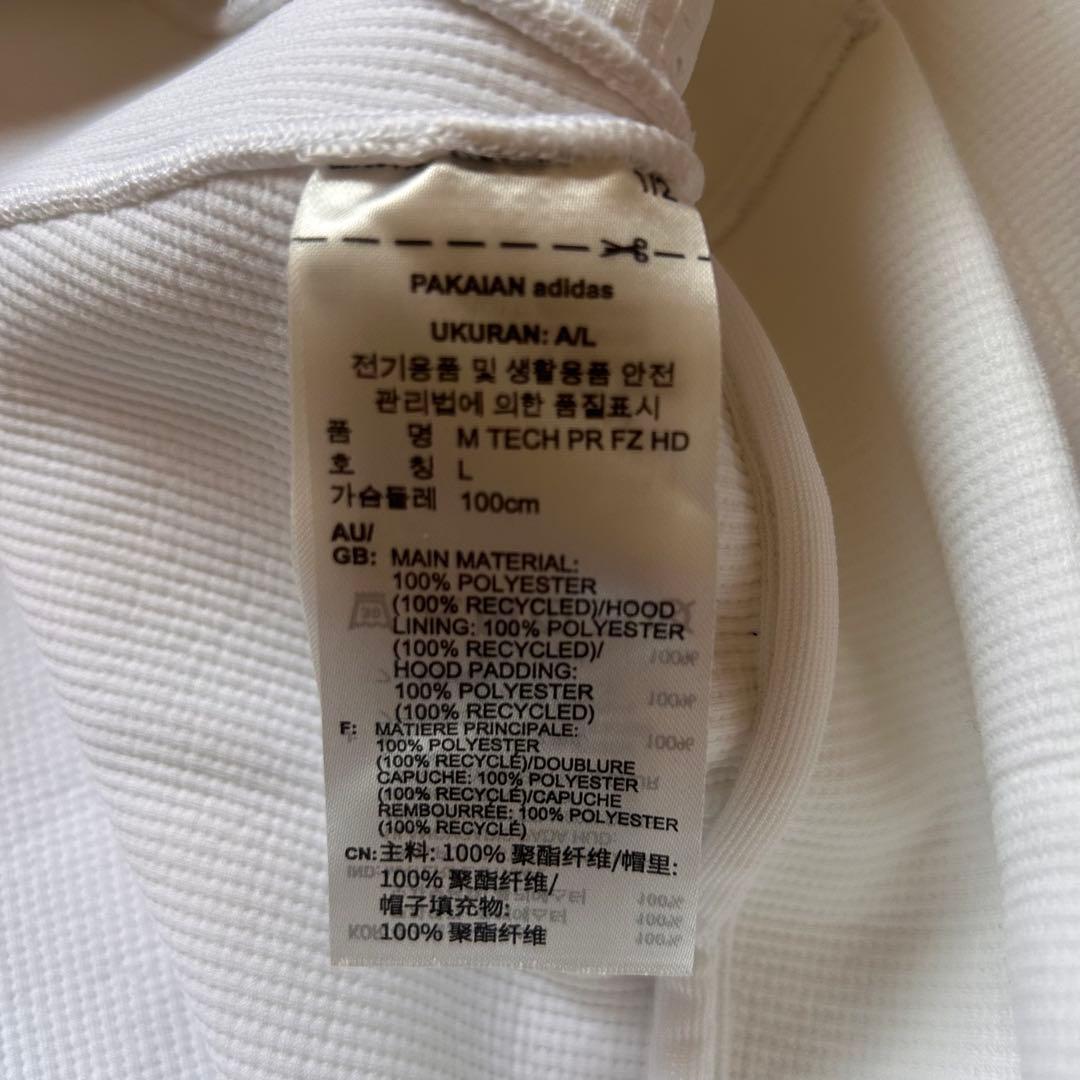 1/2
PAKAIAN adidas
UKURAN: A/L
전기용품 및 생활용품 안전
관리법에 의한 품질표시
품 명 M TECH PR FZ HD
호 칭 L
가슴둘레 100cm
AU/
GB: MAIN MATERIAL:
100% POLYESTER
(100% RECYCLED)/HOOD
LINING: 100% POLYESTER
(100% RECYCLED)/
HOOD PADDING:
100% POLYESTER
(100% RECYCLED)
F: MATIERE PRINCIPALE:
100% POLYESTER
(100% RECYCLÉ)/DOUBLURE
CAPUCHE: 100% POLYESTER
(100% RECYCLÉ)/CAPUCHE
REMBOURRÉE: 100% POLYESTER
(100% RECYCLÉ)
CN: 主料: 100% 聚酯纤维/帽里:
100% 聚酯纤维/
帽子填充物:
100% 聚酯纤维